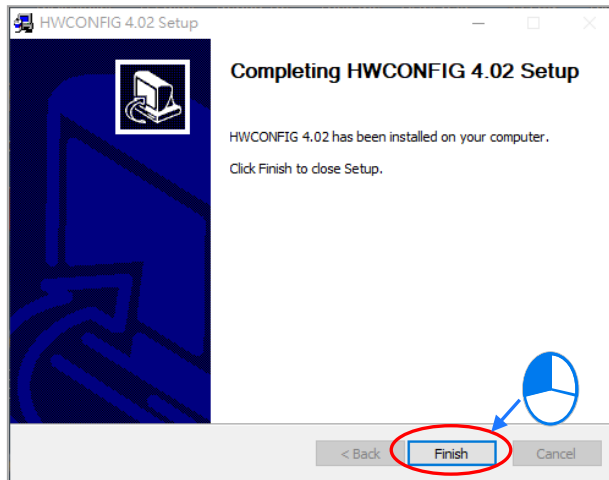 HWCONFIG 4.02 Setup
Completing HWCONFIG 4.02 Setup
HWCONFIG 4.02 has been installed on your computer.
Click Finish to close Setup.
< Back Finish Cancel